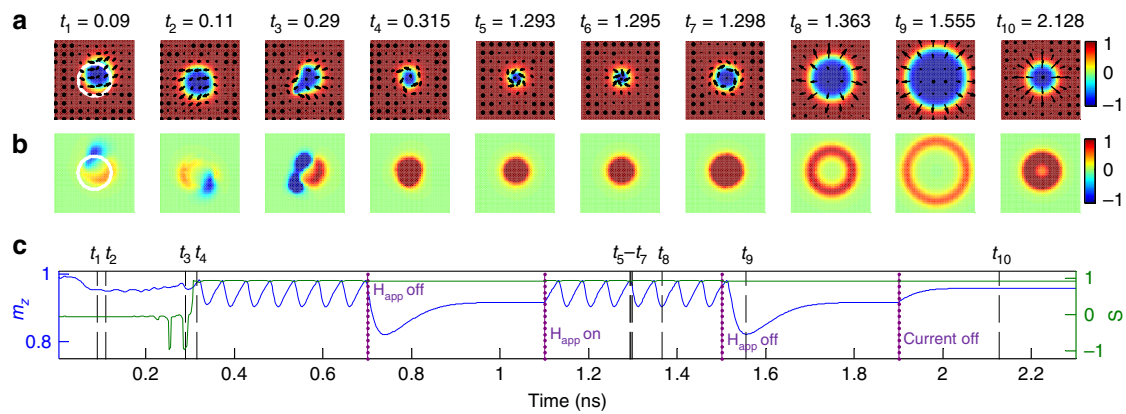 a t1 = 0.09 t2 = 0.11 t3 = 0.29 t4 = 0.315 t5 = 1.293 t6 = 1.295 t7 = 1.298 t8 = 1.363 t9 = 1.555 t10 = 2.128
1
0
−1
b
1
0
−1
c t1 t2 t3 t4 t5–t7 t8 t9 t10
1
0.8
mz
Happ off
Happ on
Happ off
Current off
1
0
−1
S
0.2 0.4 0.6 0.8 1 1.2 1.4 1.6 1.8 2 2.2
Time (ns)